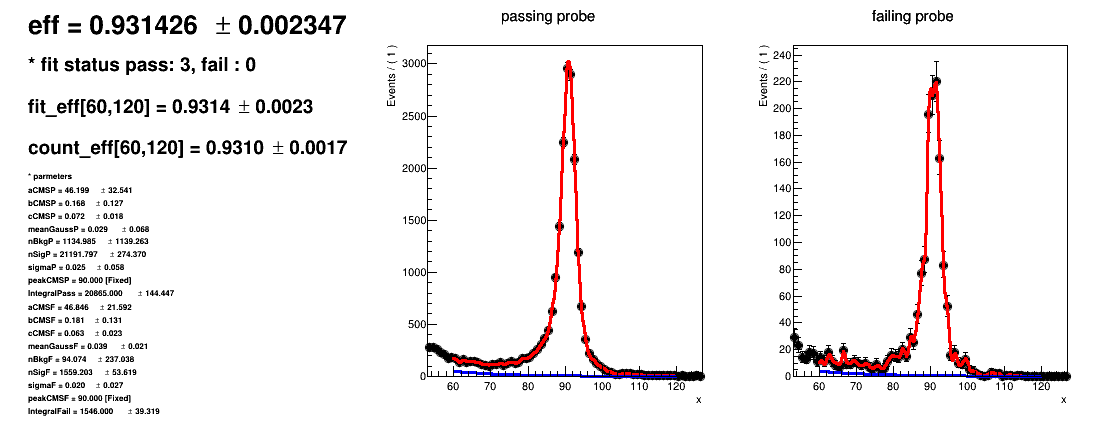 eff = 0.931426 ± 0.002347
* fit status pass: 3, fail : 0
fit_eff[60,120] = 0.9314 ± 0.0023
count_eff[60,120] = 0.9310 ± 0.0017
* parmeters
aCMSP = 46.199 ± 32.541
bCMSP = 0.168 ± 0.127
cCMSP = 0.072 ± 0.018
meanGaussP = 0.029 ± 0.068
nBkgP = 1134.985 ± 1139.263
nSigP = 21191.797 ± 274.370
sigmaP = 0.025 ± 0.058
peakCMSP = 90.000 [Fixed]
IntegralPass = 20865.000 ± 144.447
aCMSF = 46.846 ± 21.592
bCMSF = 0.181 ± 0.131
cCMSF = 0.063 ± 0.023
meanGaussF = 0.039 ± 0.021
nBkgF = 94.074 ± 237.038
nSigF = 1559.203 ± 53.619
sigmaF = 0.020 ± 0.027
peakCMSF = 90.000 [Fixed]
IntegralFail = 1546.000 ± 39.319
passing probe
Events / ( 1 )
3000
2500
2000
1500
1000
500
0
60 70 80 90 100 110 120
x
failing probe
Events / ( 1 )
240
220
200
180
160
140
120
100
80
60
40
20
0
60 70 80 90 100 110 120
x